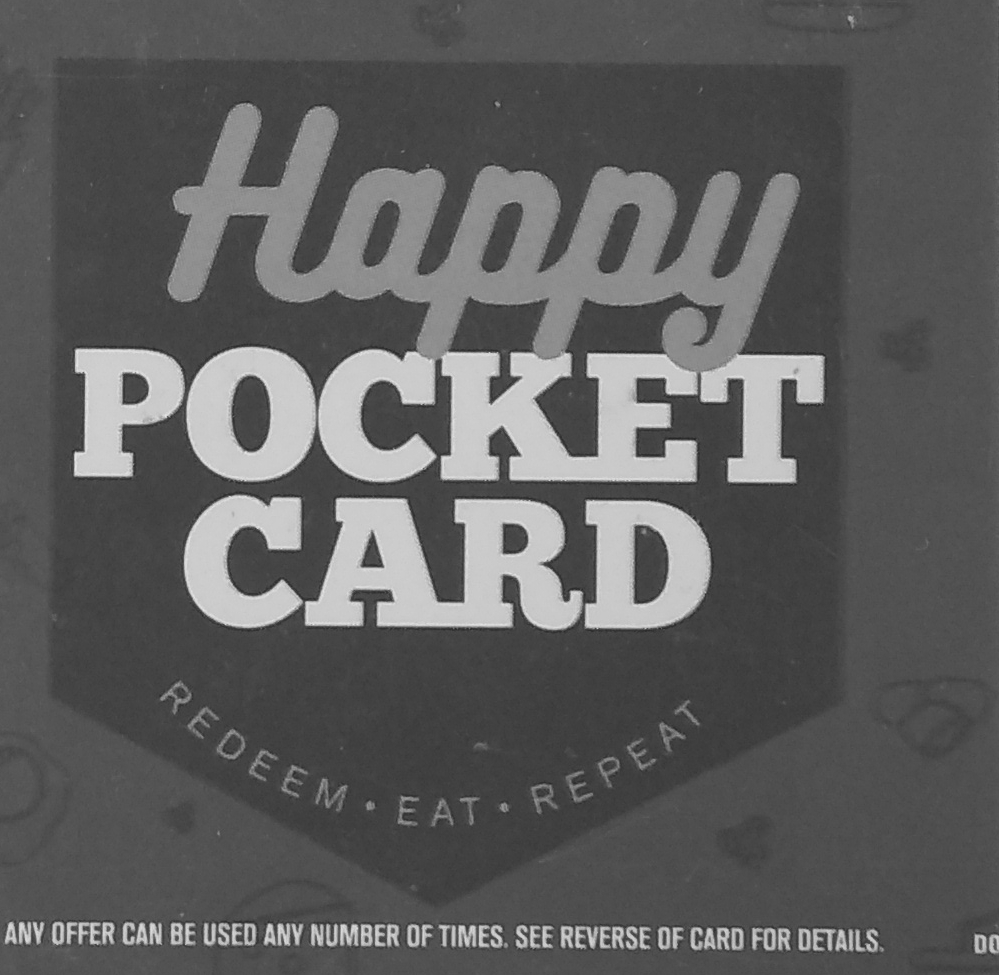 Happy
POCKET
CARD
REDEEM • EAT • REPEAT
ANY OFFER CAN BE USED ANY NUMBER OF TIMES. SEE REVERSE OF CARD FOR DETAILS.